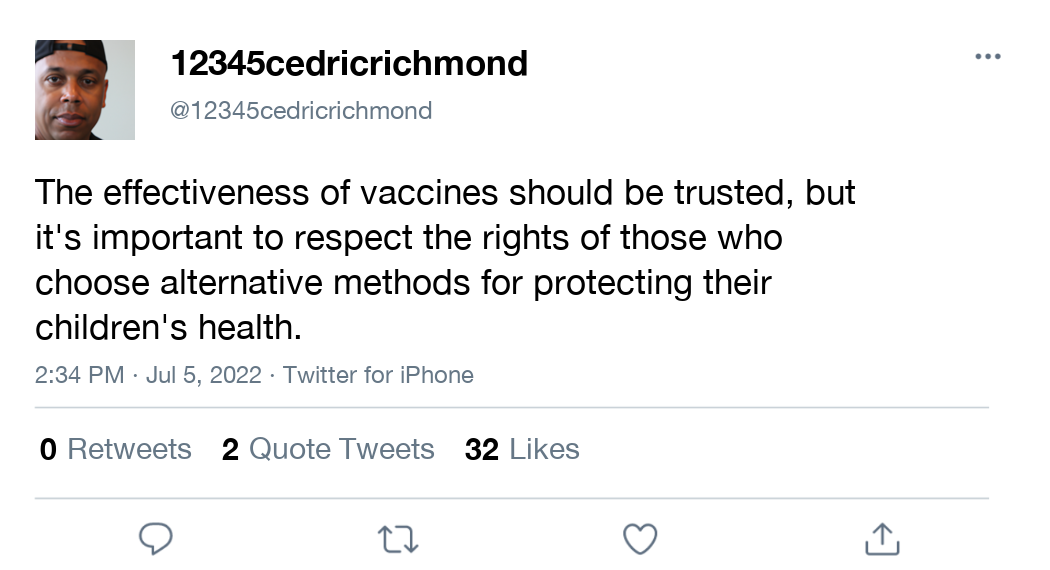 12345cedricrichmond
@12345cedricrichmond
The effectiveness of vaccines should be trusted, but
it's important to respect the rights of those who
choose alternative methods for protecting their
children's health.
2:34 PM · Jul 5, 2022 · Twitter for iPhone
0 Retweets 2 Quote Tweets 32 Likes